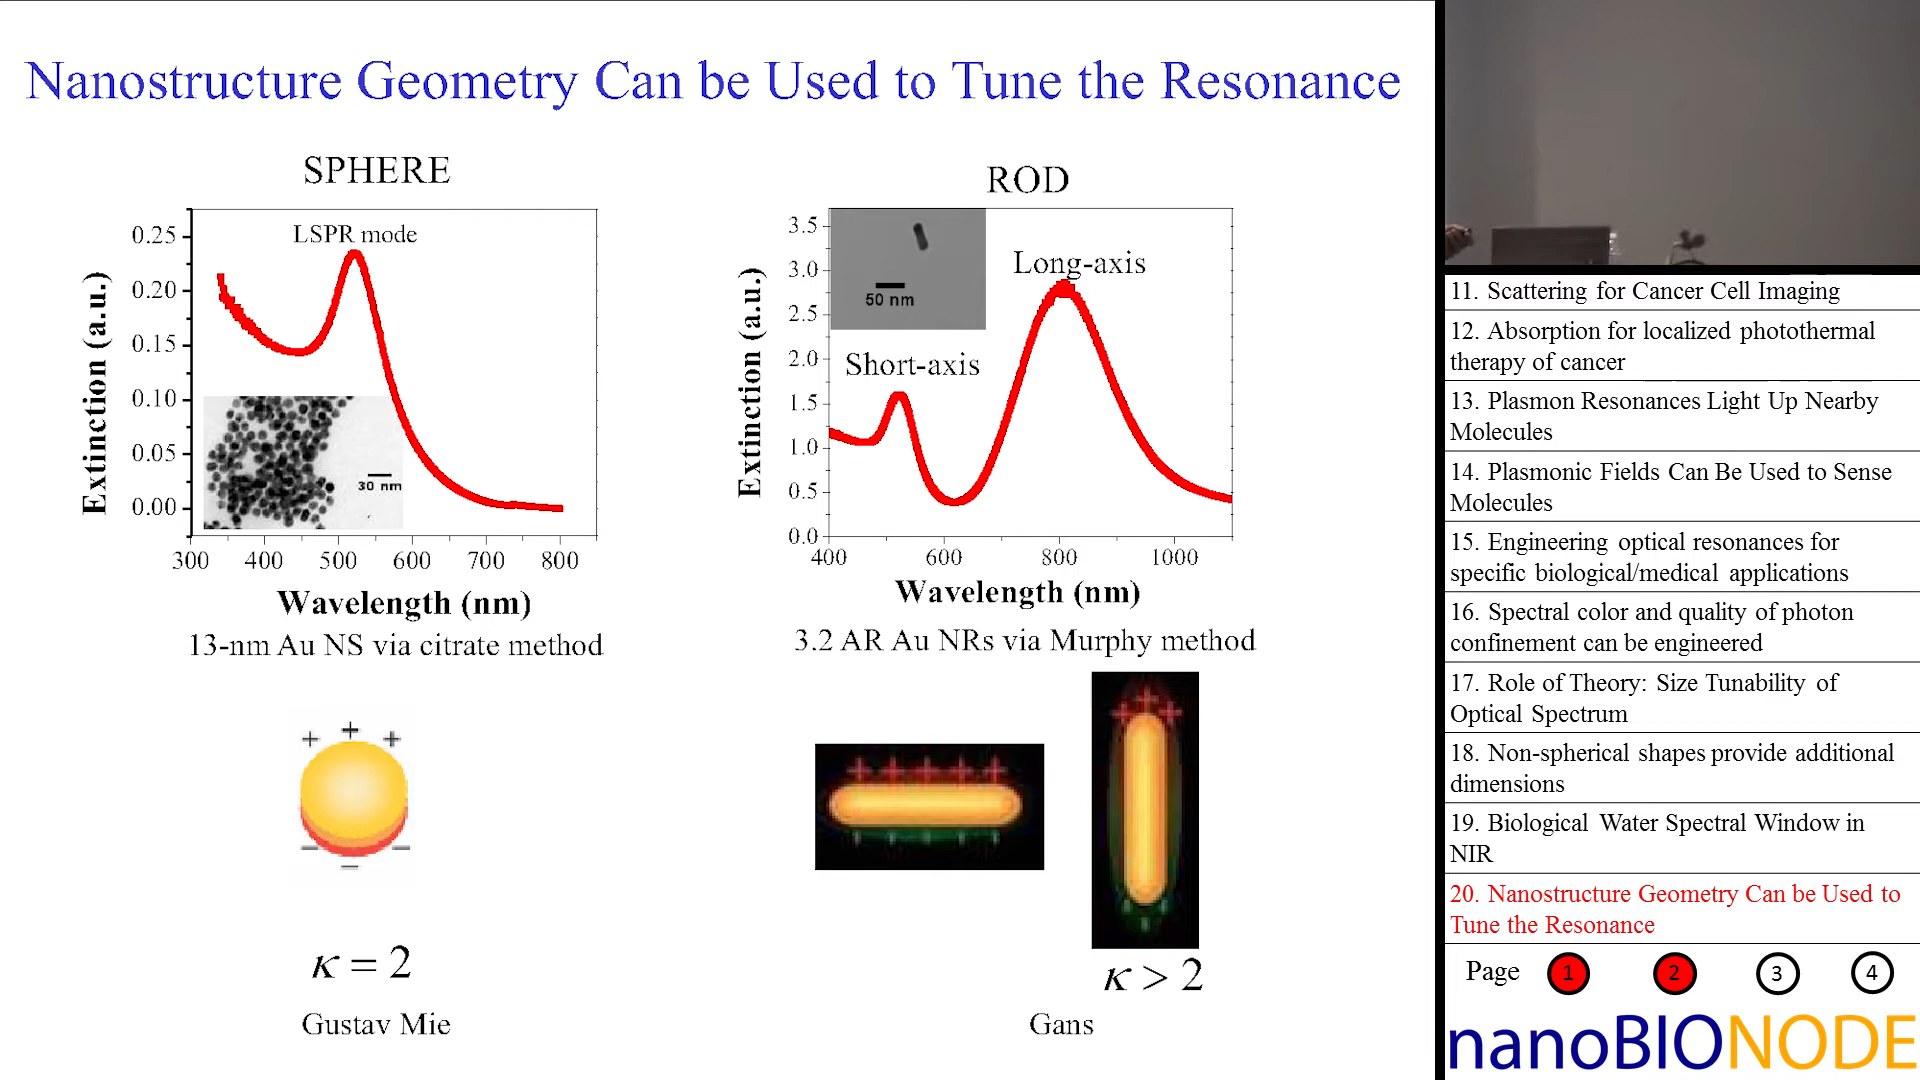 Nanostructure Geometry Can be Used to Tune the Resonance
SPHERE
LSPR mode
Extinction (a.u.)
0.25
0.20
0.15
0.10
0.05
0.00
30 nm
300 400 500 600 700 800
Wavelength (nm)
13-nm Au NS via citrate method
+ + +
− − −
κ = 2
Gustav Mie
ROD
Extinction (a.u.)
3.5
3.0
2.5
2.0
1.5
1.0
0.5
0.0
50 nm
Long-axis
Short-axis
400 600 800 1000
Wavelength (nm)
3.2 AR Au NRs via Murphy method
+ + + + +
+ + +
κ > 2
Gans
11. Scattering for Cancer Cell Imaging
12. Absorption for localized photothermal
therapy of cancer
13. Plasmon Resonances Light Up Nearby
Molecules
14. Plasmonic Fields Can Be Used to Sense
Molecules
15. Engineering optical resonances for
specific biological/medical applications
16. Spectral color and quality of photon
confinement can be engineered
17. Role of Theory: Size Tunability of
Optical Spectrum
18. Non-spherical shapes provide additional
dimensions
19. Biological Water Spectral Window in
NIR
20. Nanostructure Geometry Can be Used to
Tune the Resonance
Page 1 2 3 4
nanoBIONODE